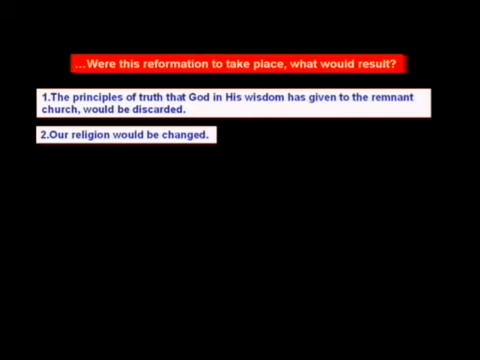 ...Were this reformation to take place, what would result?
1.The principles of truth that God in His wisdom has given to the remnant
church, would be discarded.
2.Our religion would be changed.